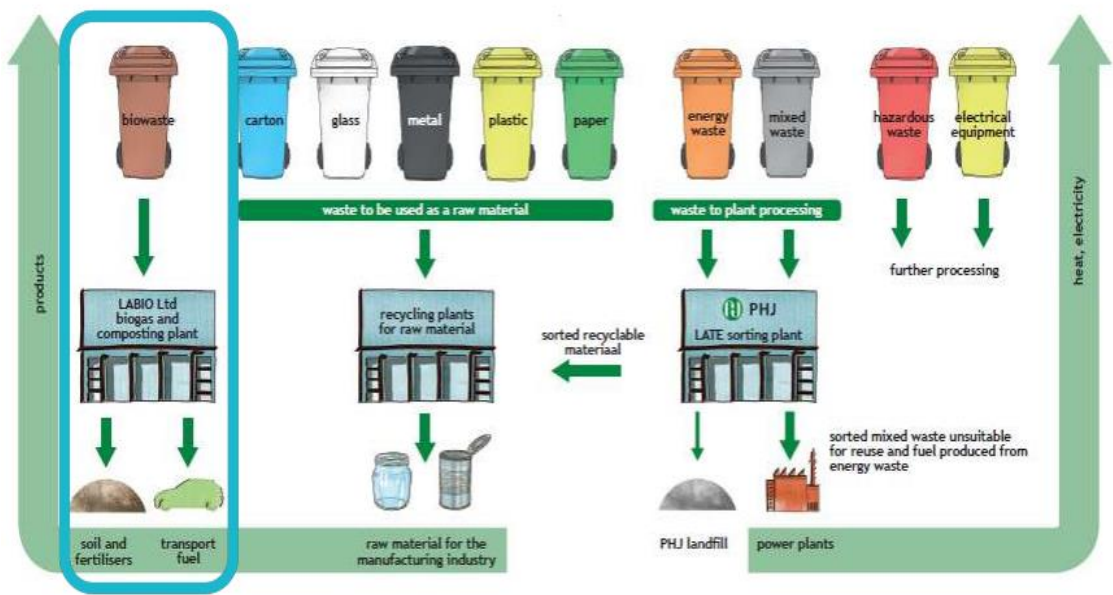 biowaste
carton
glass
metal
plastic
paper
energy
waste
mixed
waste
hazardous
waste
electrical
equipment
waste to be used as a raw material
waste to plant processing
further processing
products
heat, electricity
LABIO Ltd
biogas and
composting plant
recycling plants
for raw material
sorted recyclable
materiaal
PHJ
LATE sorting plant
sorted mixed waste unsuitable
for reuse and fuel produced from
energy waste
soil and
fertilisers
transport
fuel
raw material for the
manufacturing industry
PHJ landfill
power plants